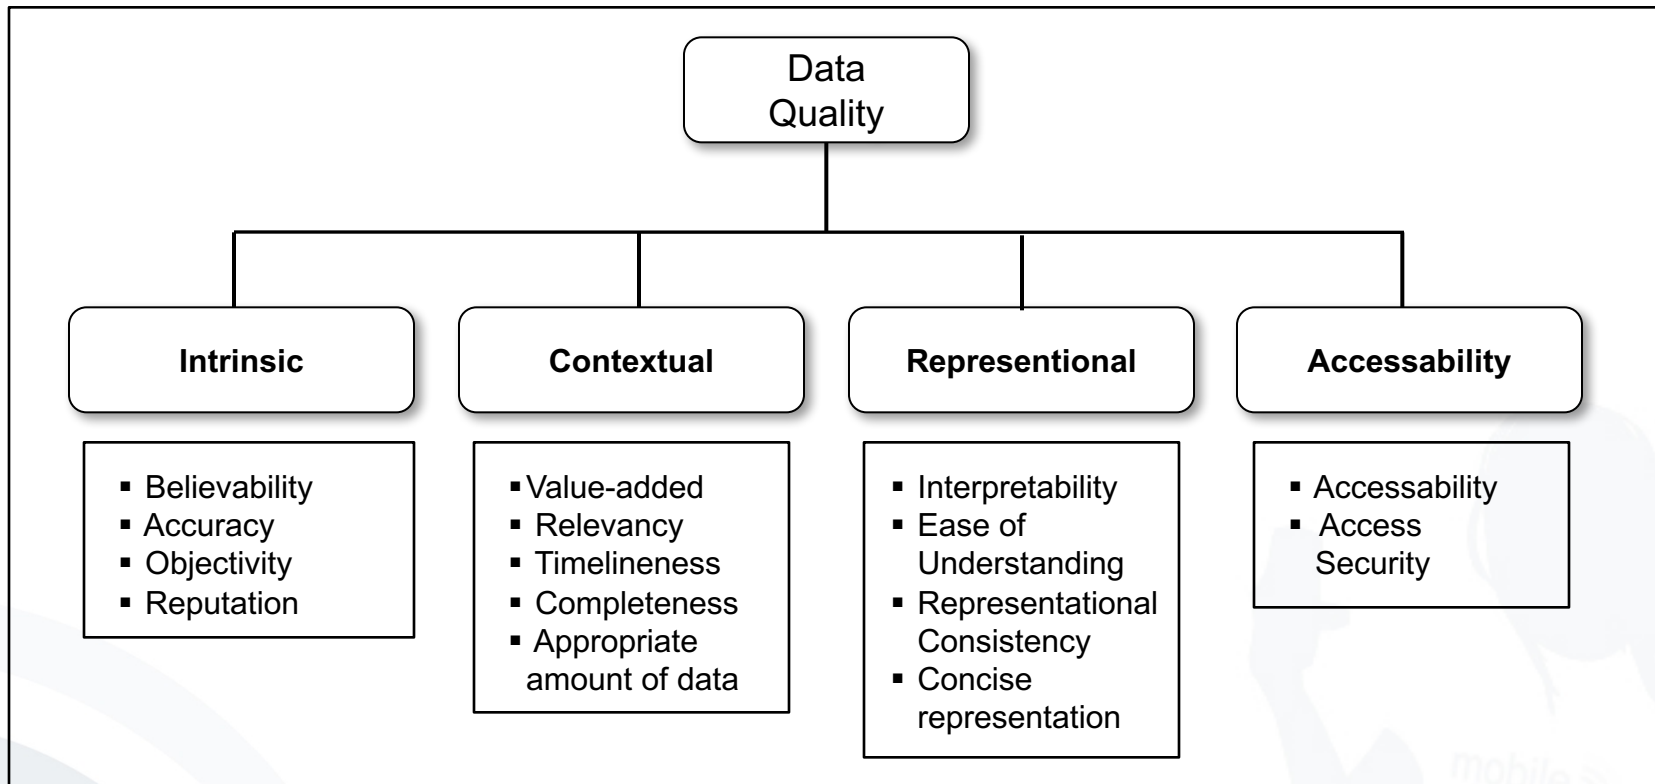 Data
Quality
Intrinsic
Contextual
Representional
Accessability
▪ Believability
▪ Accuracy
▪ Objectivity
▪ Reputation
▪Value-added
▪ Relevancy
▪ Timelineness
▪ Completeness
▪ Appropriate
amount of data
▪ Interpretability
▪ Ease of
Understanding
▪ Representational
Consistency
▪ Concise
representation
▪ Accessability
▪ Access
Security
mobile